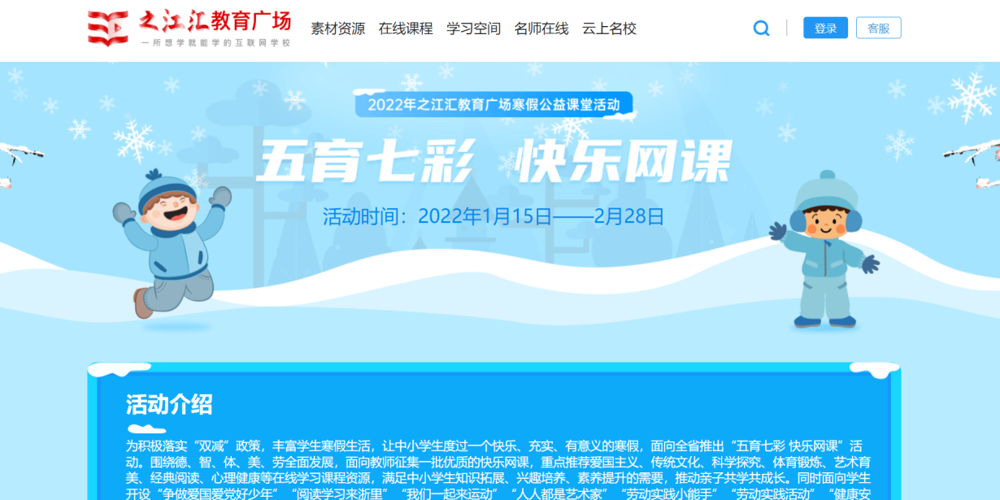 之江汇教育广场
一所想学就能学的互联网学校
素材资源 在线课程 学习空间 名师在线 云上名校
登录 客服
2022年之江汇教育广场寒假公益课堂活动
五育七彩 快乐网课
活动时间：2022年1月15日——2月28日
活动介绍
为积极落实“双减”政策，丰富学生寒假生活，让中小学生度过一个快乐、充实、有意义的寒假，面向全省推出“五育七彩 快乐网课”活
动。围绕德、智、体、美、劳全面发展，面向教师征集一批优质的快乐网课，重点推荐爱国主义、传统文化、科学探究、体育锻炼、艺术育
美、经典阅读、心理健康等在线学习课程资源，满足中小学生知识拓展、兴趣培养、素养提升的需要，推动亲子共学共成长。同时面向学生
开设“争做爱国爱党好少年”“阅读学习来浙里”“我们一起来运动”“人人都是艺术家”“劳动实践小能手”“劳动实践活动”“健康安